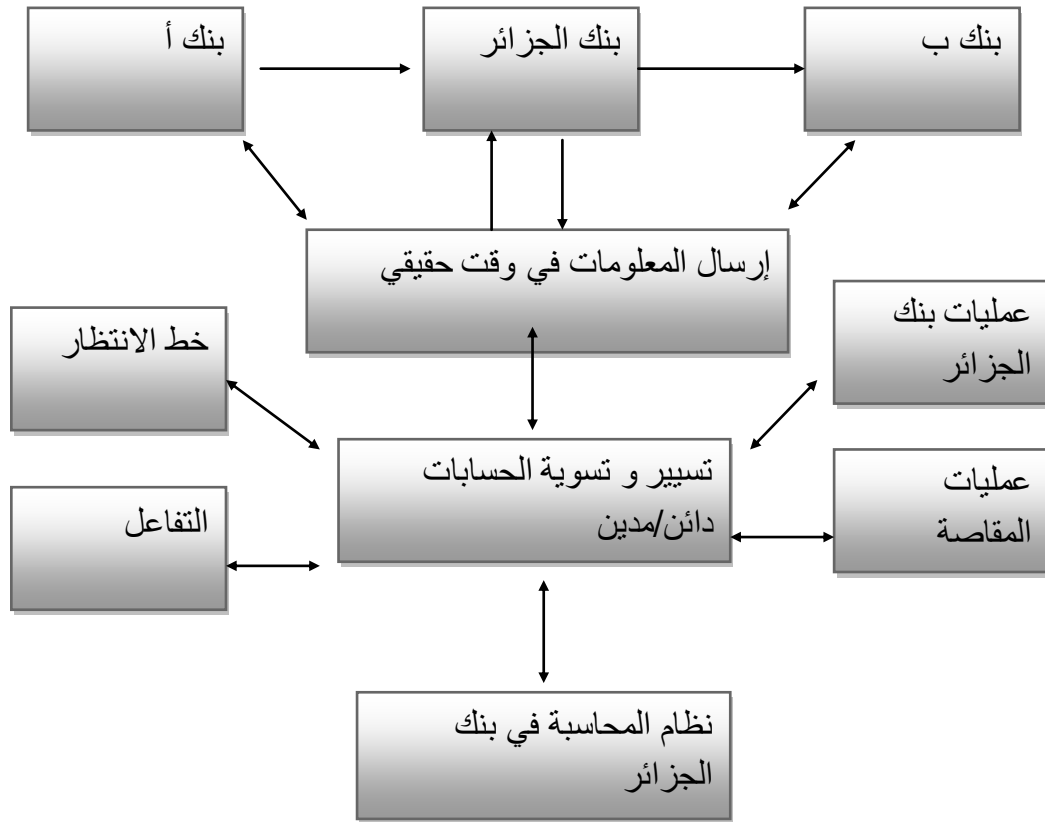 بنك أ
بنك الجزائر
بنك ب
إرسال المعلومات في وقت حقيقي
عمليات بنك
الجزائر
خط الانتظار
تسيير و تسوية الحسابات
دائن/مدين
عمليات
المقاصة
التفاعل
نظام المحاسبة في بنك
الجزائر